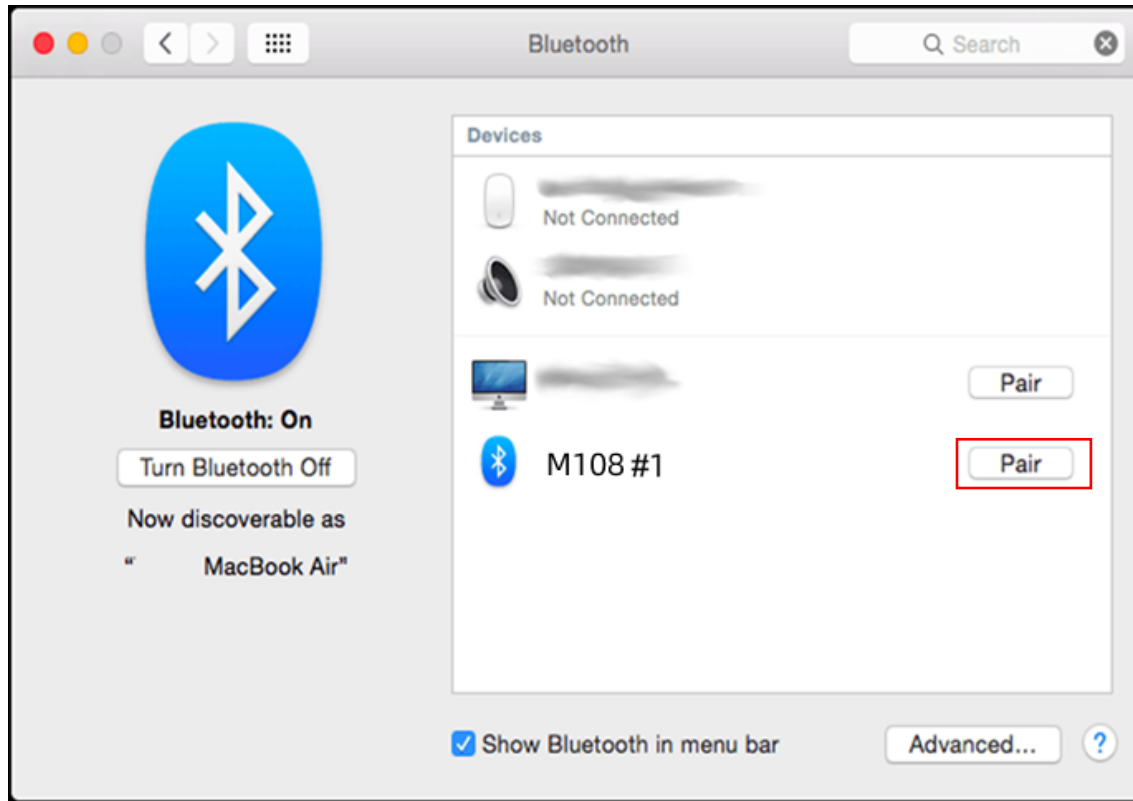 Bluetooth
Search
Devices
Not Connected
Not Connected
Pair
M108 #1
Pair
Bluetooth: On
Turn Bluetooth Off
Now discoverable as
“ MacBook Air"
Show Bluetooth in menu bar
Advanced...
?